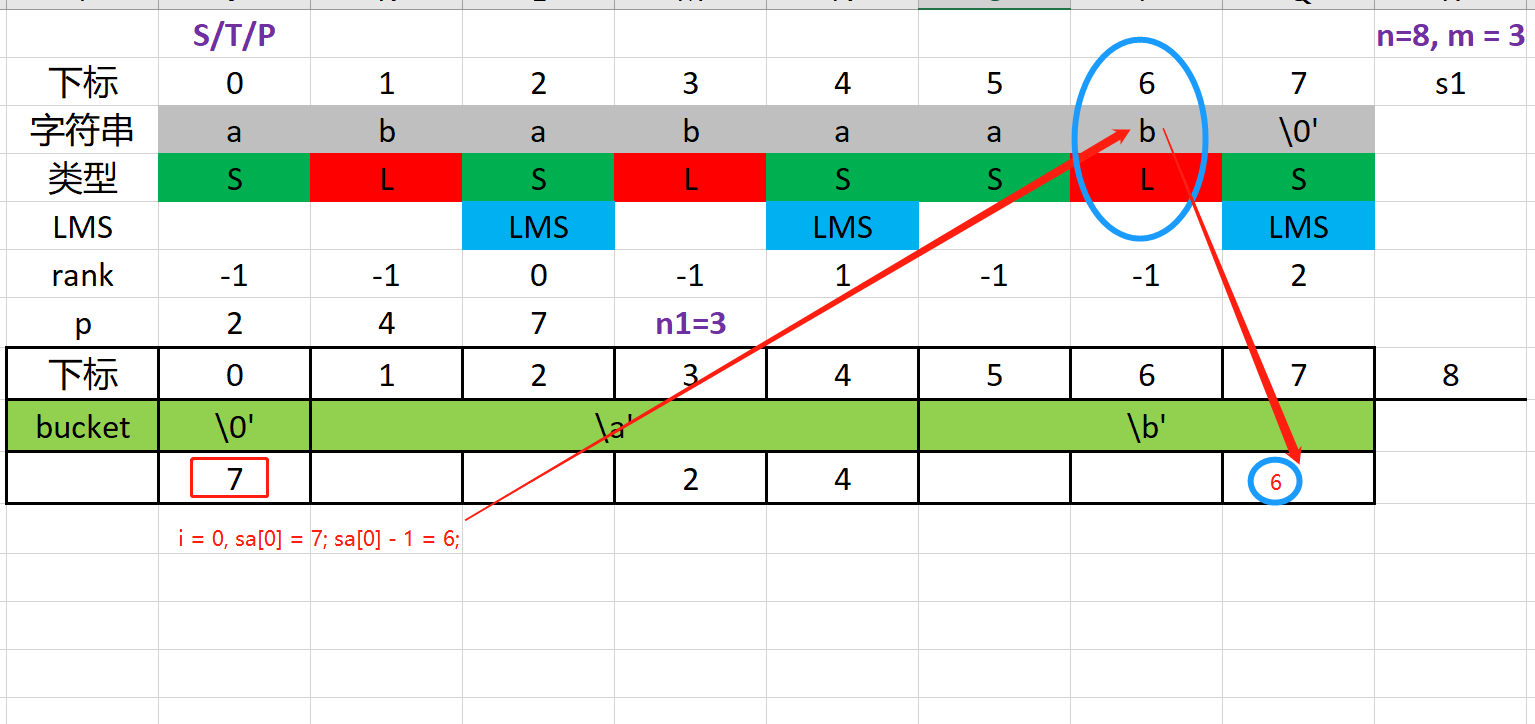 S/T/P n=8, m = 3
下标 0 1 2 3 4 5 6 7 s1
字符串 a b a b a a b \0'
类型 S L S L S S L S
LMS LMS LMS LMS
rank -1 -1 0 -1 1 -1 -1 2
p 2 4 7 n1=3
下标 0 1 2 3 4 5 6 7 8
bucket \0' \a' \b'
7 2 4 6
i = 0, sa[0] = 7; sa[0] - 1 = 6;